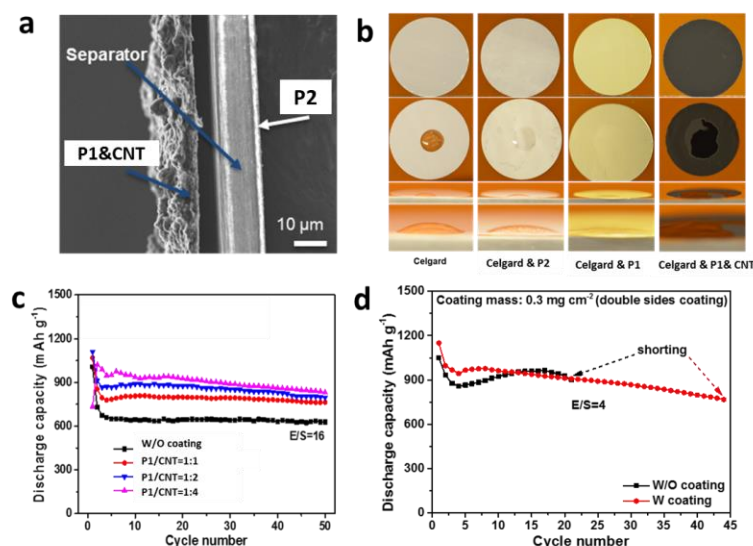 a
Separator
P2
P1&CNT
10 μm
b
Celgard
Celgard & P2
Celgard & P1
Celgard & P1& CNT
c
Discharge capacity (mAh g⁻¹)
1500
1200
900
600
300
0
E/S=16
W/O coating
P1/CNT=1:1
P1/CNT=1:2
P1/CNT=1:4
0 10 20 30 40 50
Cycle number
d
Discharge capacity (mAh g⁻¹)
1500
1200
900
600
300
0
Coating mass: 0.3 mg cm⁻² (double sides coating)
shorting
E/S=4
W/O coating
W coating
0 5 10 15 20 25 30 35 40 45
Cycle number